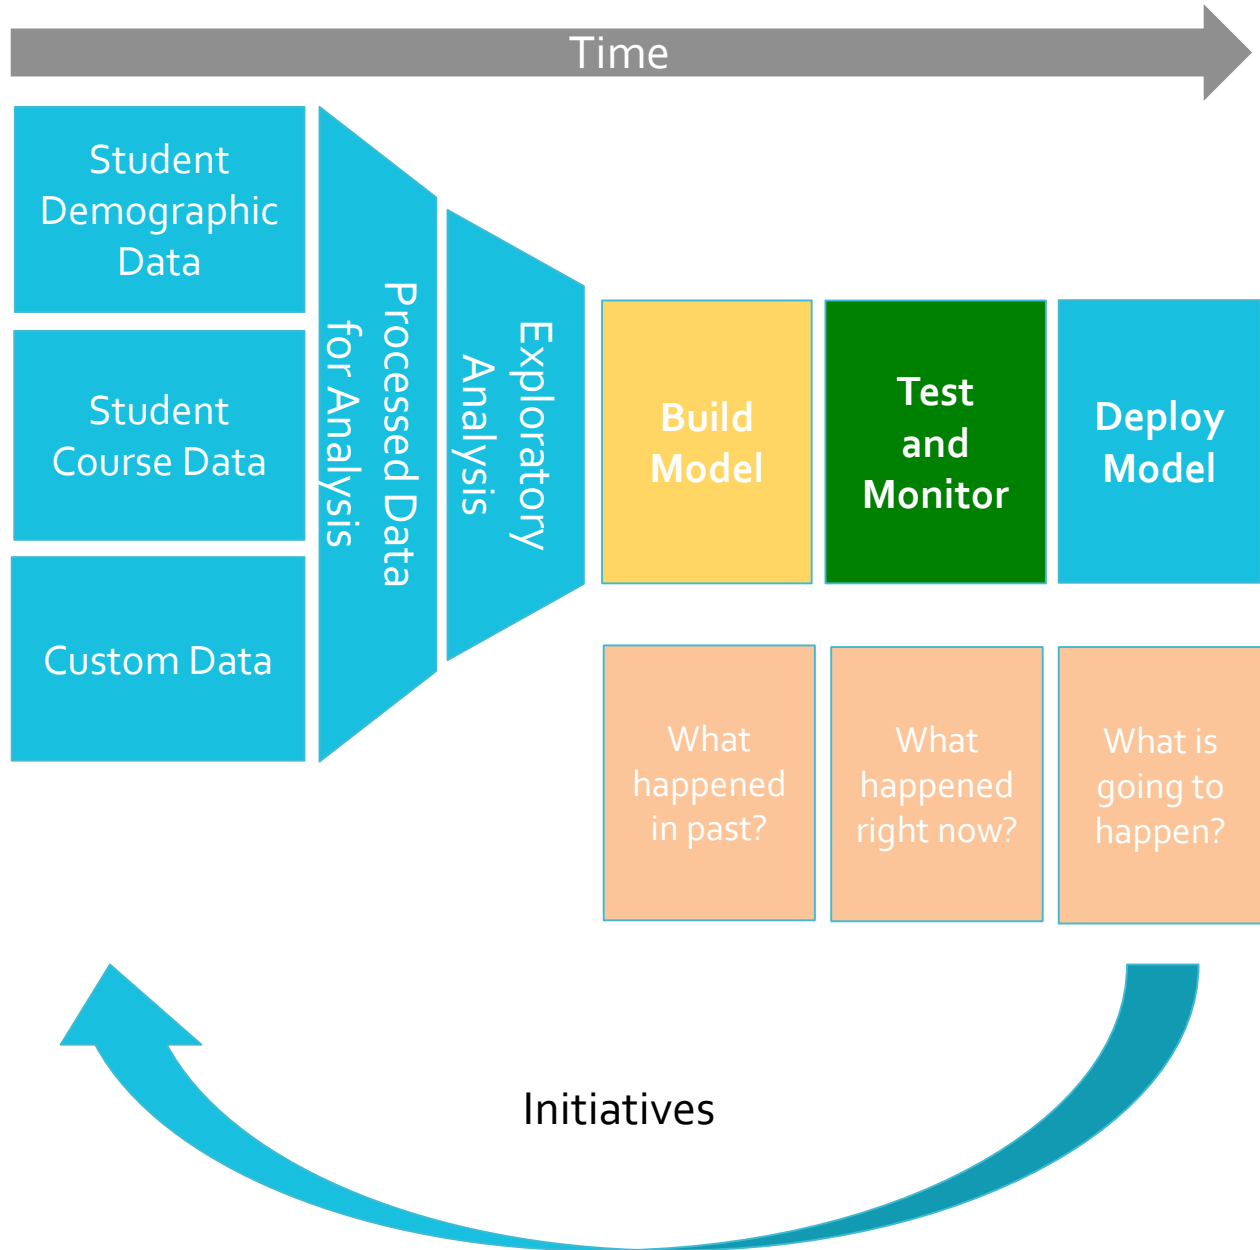 Time
Student
Demographic
Data
Student
Course Data
Custom Data
Processed Data
for Analysis
Exploratory
Analysis
Build
Model
Test
and
Monitor
Deploy
Model
What
happened
in past?
What
happened
right now?
What is
going to
happen?
Initiatives